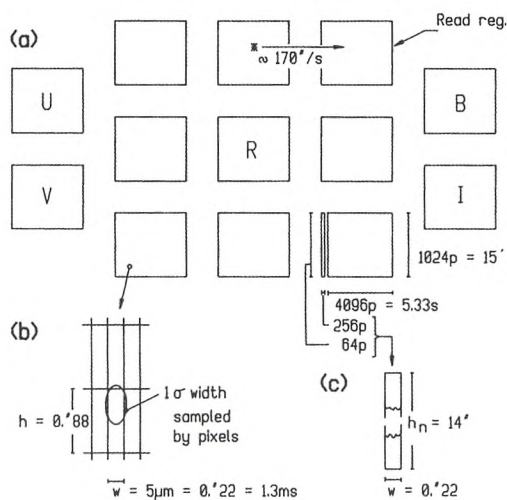 (a)
Read reg.
≈ 170"/s
U
B
R
V
I
1024p = 15'
4096p = 5.33s
256p
64p
(b)
(c)
1 σ width
sampled
by pixels
h = 0."88
hn = 14"
w = 5μm = 0."22 = 1.3ms
w = 0."22